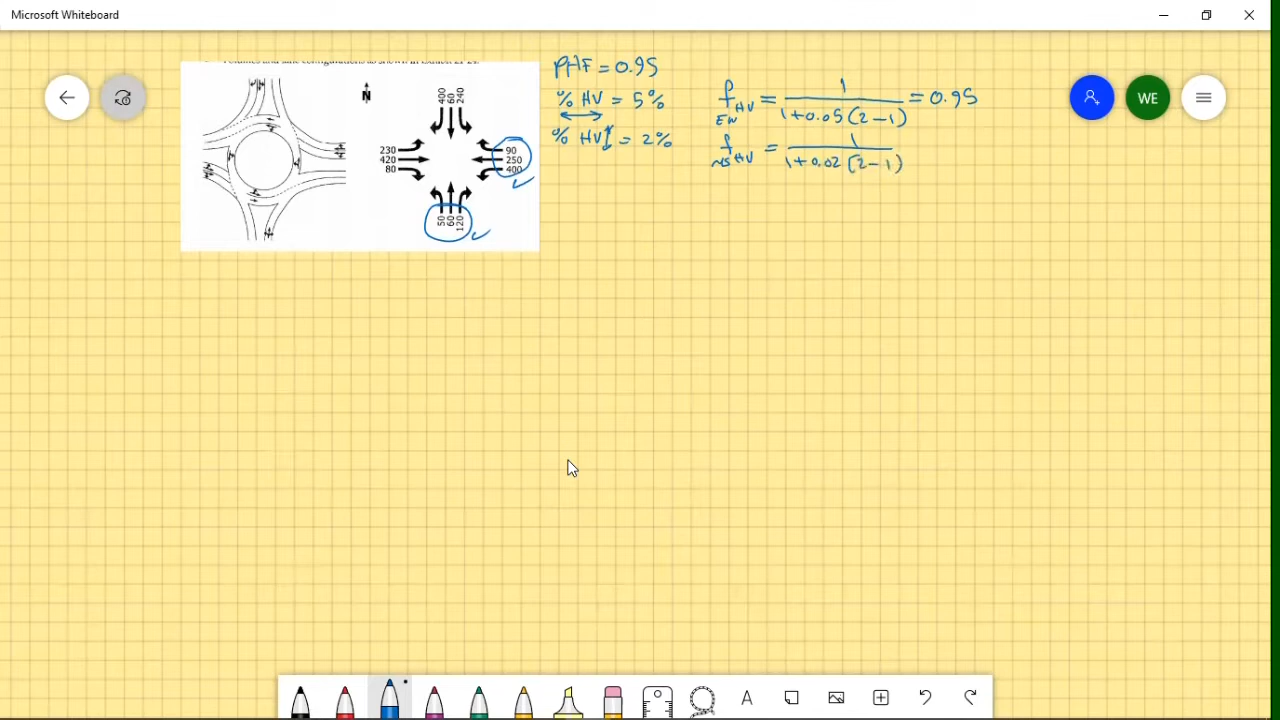 Microsoft Whiteboard
WE
N
400 60 240
230
420
80
90
250
400
50 60 120
PHF = 0.95
% HV = 5%
% HV = 2%
f HV EW = 1 / 1+0.05(2-1) = 0.95
f NS HV = 1 / 1+0.02(2-1)
A